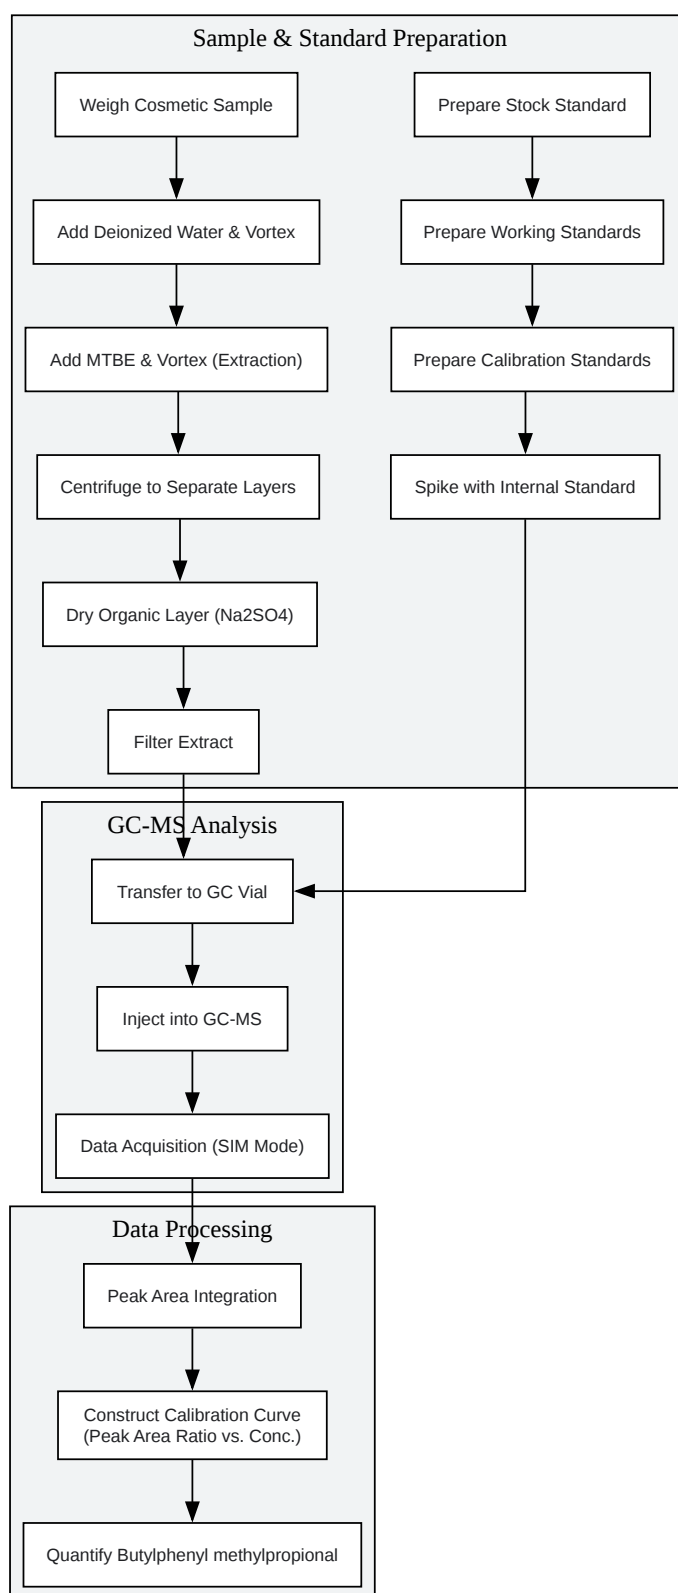 Sample & Standard Preparation
Weigh Cosmetic Sample
Prepare Stock Standard
Add Deionized Water & Vortex
Prepare Working Standards
Add MTBE & Vortex (Extraction)
Prepare Calibration Standards
Centrifuge to Separate Layers
Spike with Internal Standard
Dry Organic Layer (Na2SO4)
Filter Extract
GC-MS Analysis
Transfer to GC Vial
Inject into GC-MS
Data Acquisition (SIM Mode)
Data Processing
Peak Area Integration
Construct Calibration Curve
(Peak Area Ratio vs. Conc.)
Quantify Butylphenyl methylpropional